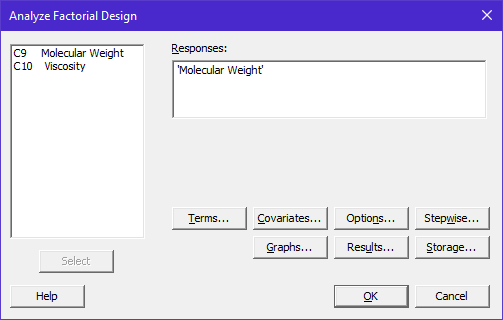 Analyze Factorial Design
C9 Molecular Weight
C10 Viscosity
Responses:
'Molecular Weight'
Terms... Covariates... Options... Stepwise...
Select Graphs... Results... Storage...
Help OK Cancel